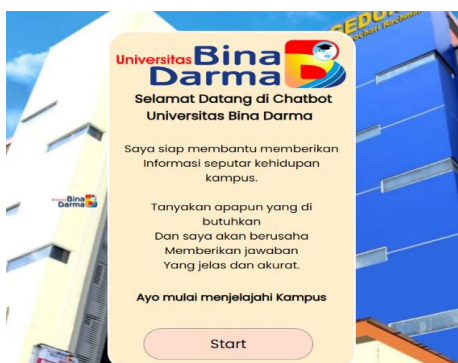 Universitas Bina
Darma
Selamat Datang di Chatbot
Universitas Bina Darma
Saya siap membantu memberikan
Informasi seputar kehidupan
kampus.
Tanyakan apapun yang di
butuhkan
Dan saya akan berusaha
Memberikan jawaban
Yang jelas dan akurat.
Ayo mulai menjelajahi Kampus
Start
Bina
Darma